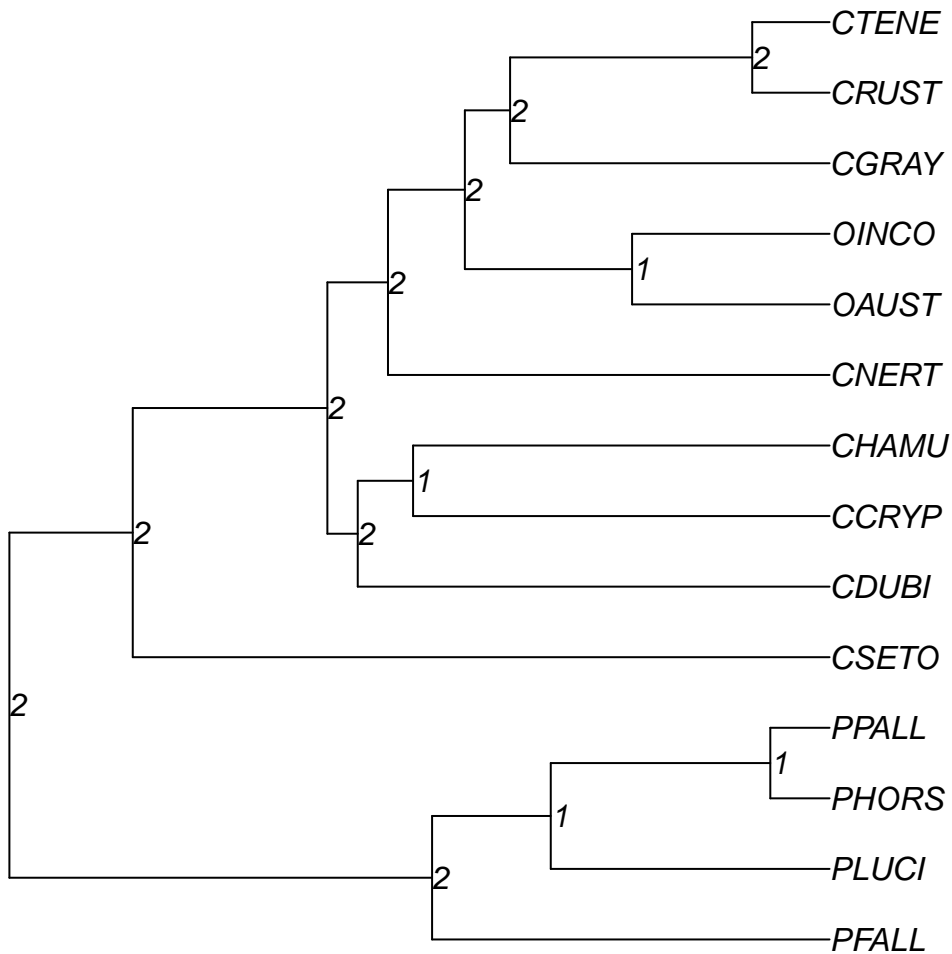 CTENE
2
CRUST
2
CGRAY
2
OINCO
1
OAUST
2
CNERT
2
CHAMU
1
CCRYP
2
2
CDUBI
CSETO
2
PPALL
1
PHORS
1
PLUCI
2
PFALL